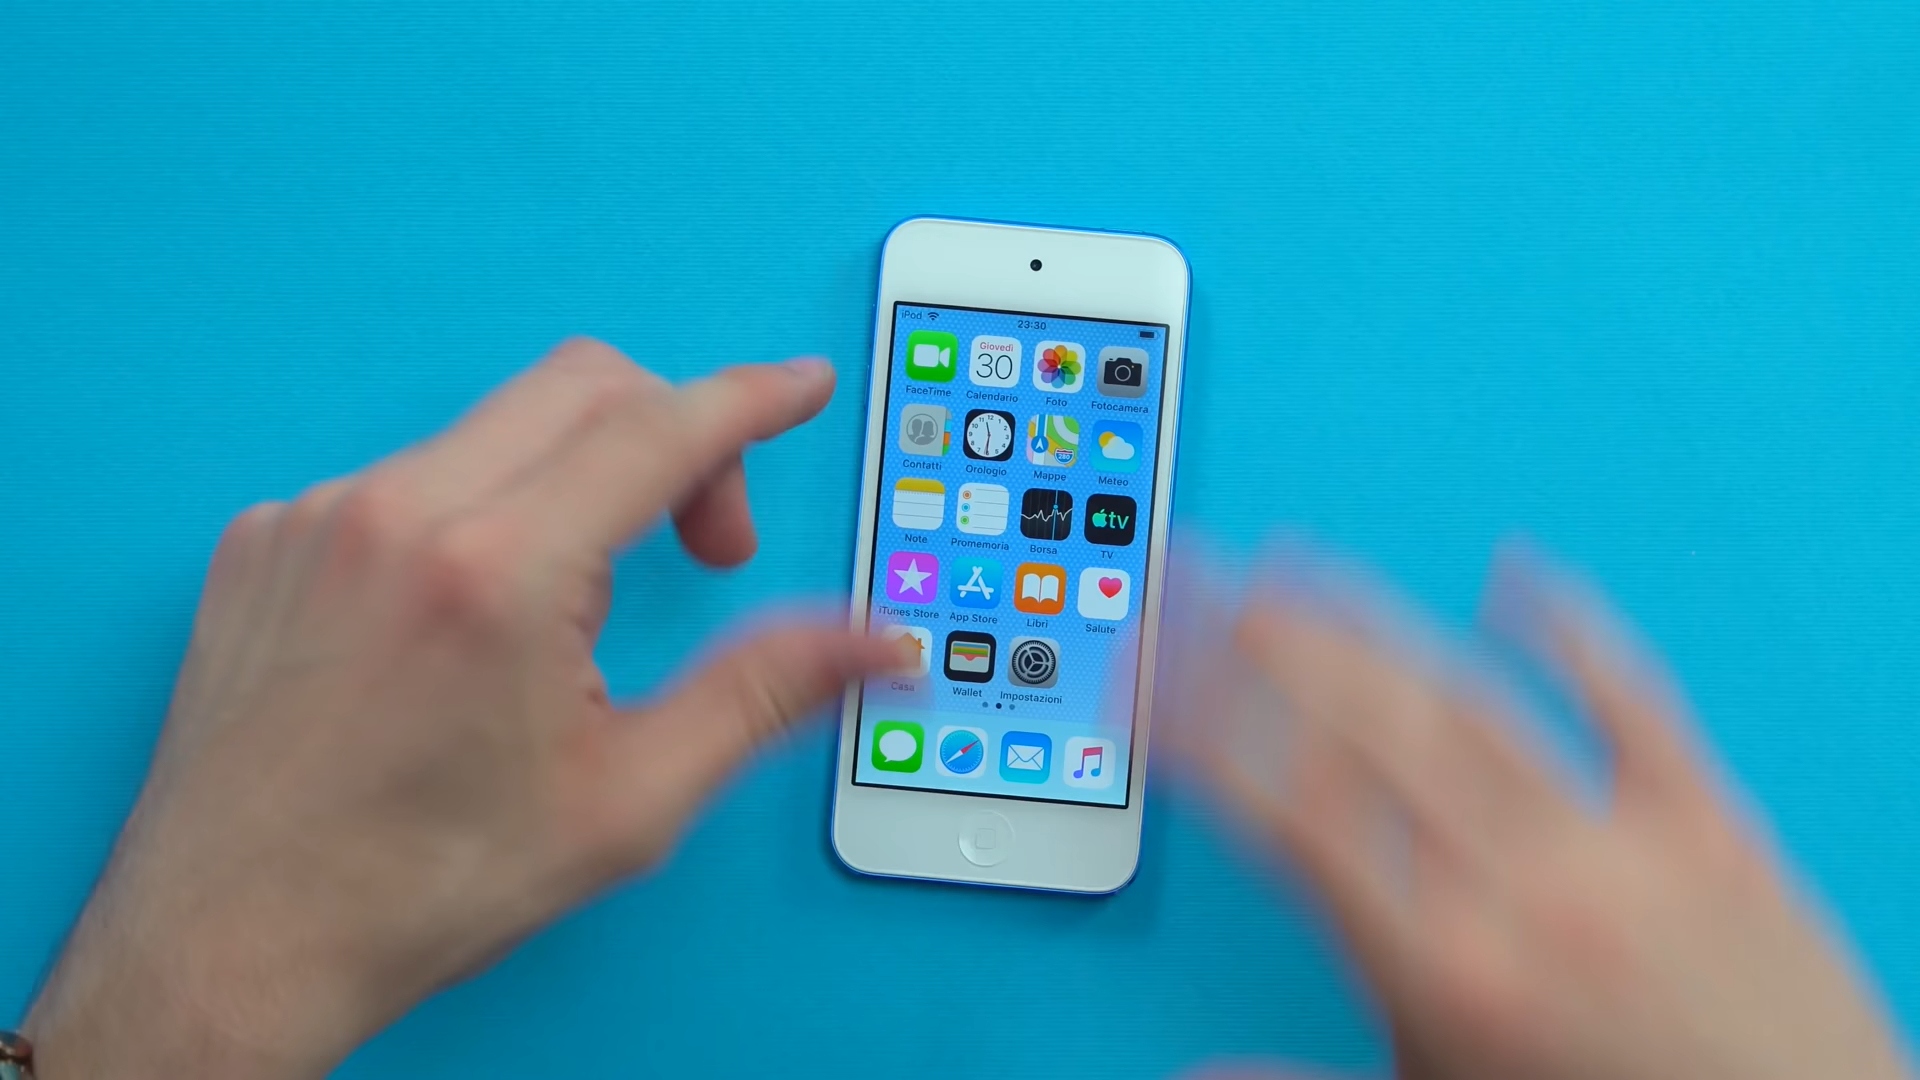 iPod 23:30
Giovedì
30
FaceTime Calendario Foto Fotocamera
280
Contatti Orologio Mappe Meteo
tv
Note Promemoria Borsa TV
iTunes Store App Store Libri Salute
Casa Wallet Impostazioni